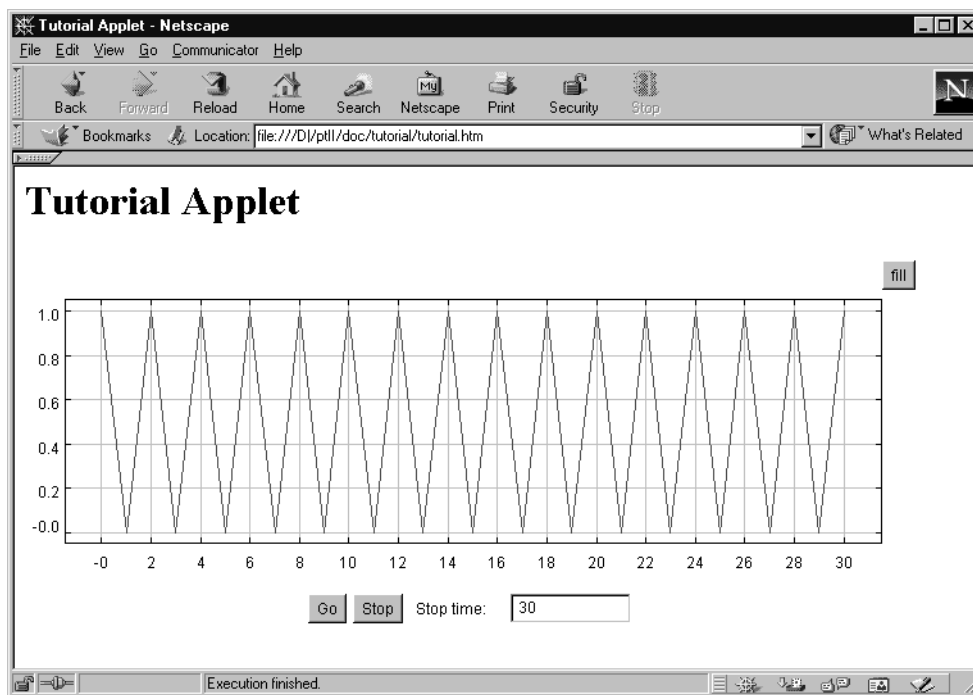 Tutorial Applet - Netscape
File Edit View Go Communicator Help
My
N
Back Forward Reload Home Search Netscape Print Security Stop
Bookmarks Location: file:///D|/ptII/doc/tutorial/tutorial.htm What's Related
Tutorial Applet
fill
1.0
0.8
0.6
0.4
0.2
-0.0
-0 2 4 6 8 10 12 14 16 18 20 22 24 26 28 30
Go Stop Stop time: 30
Execution finished.